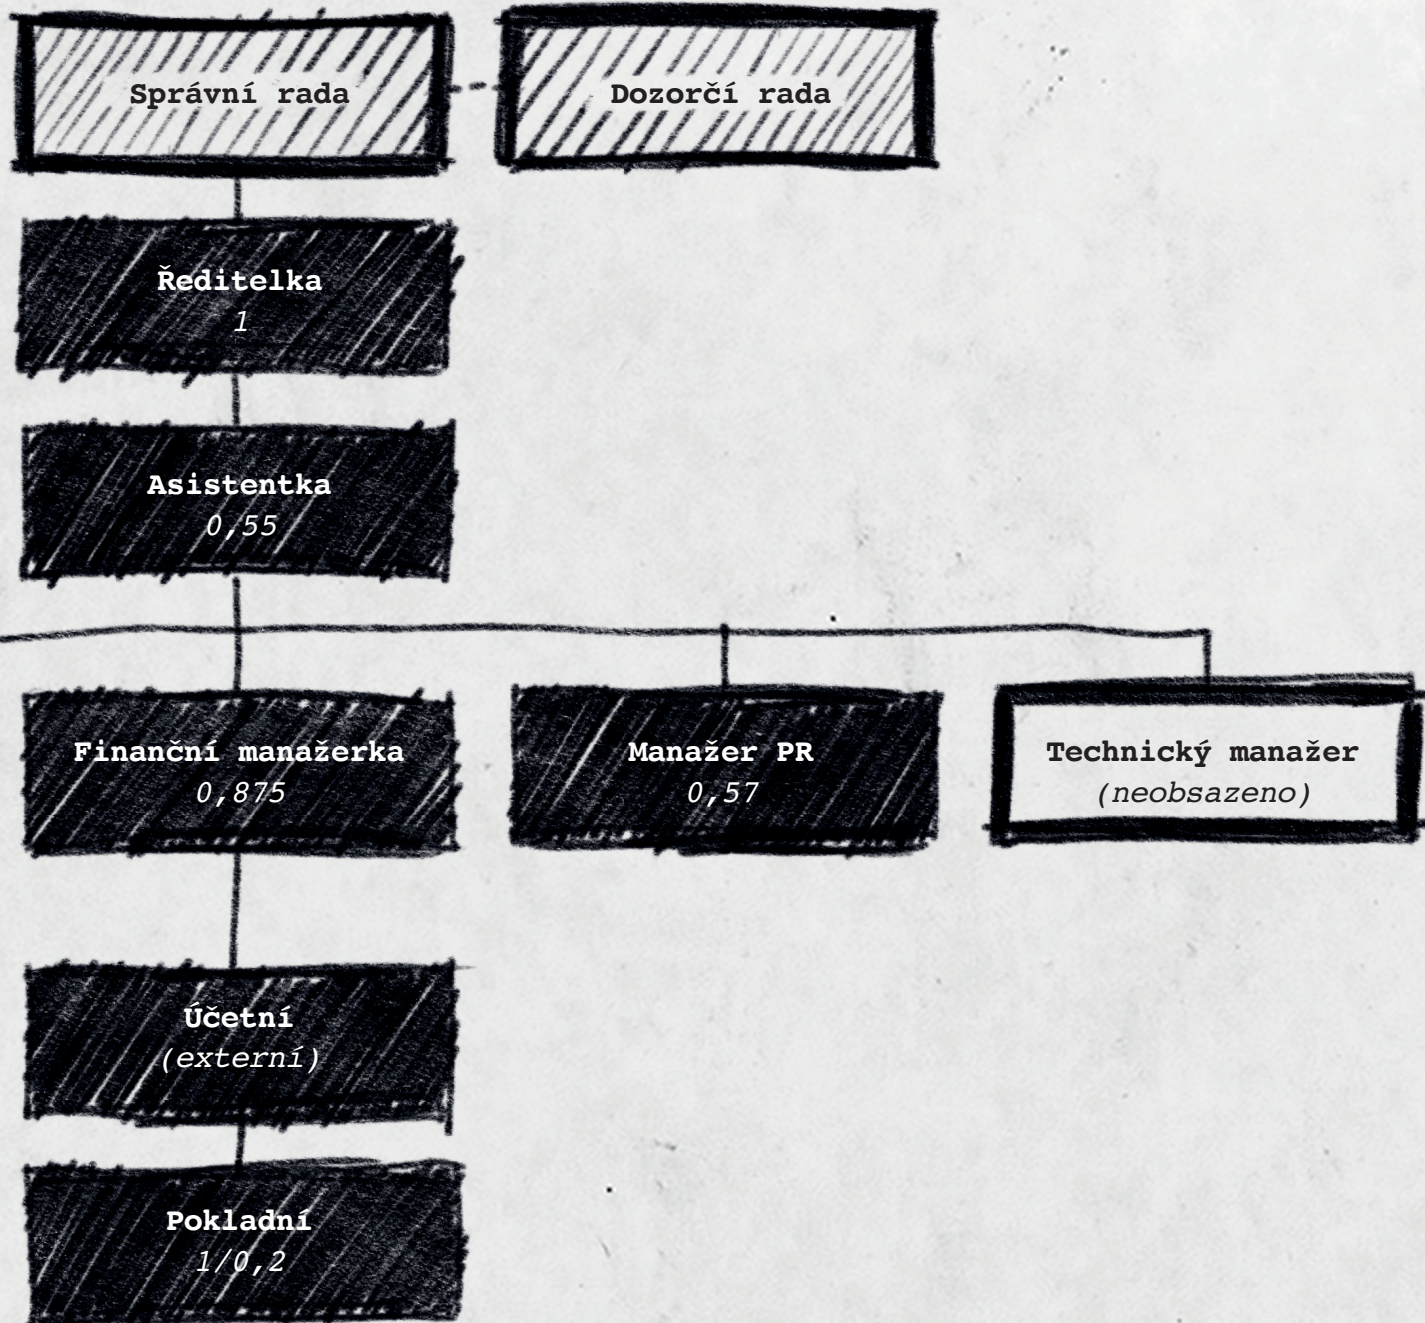 Správní rada
Dozorčí rada
Ředitelka
1
Asistentka
0,55
Finanční manažerka
0,875
Manažer PR
0,57
Technický manažer
(neobsazeno)
Účetní
(externí)
Pokladní
1/0,2